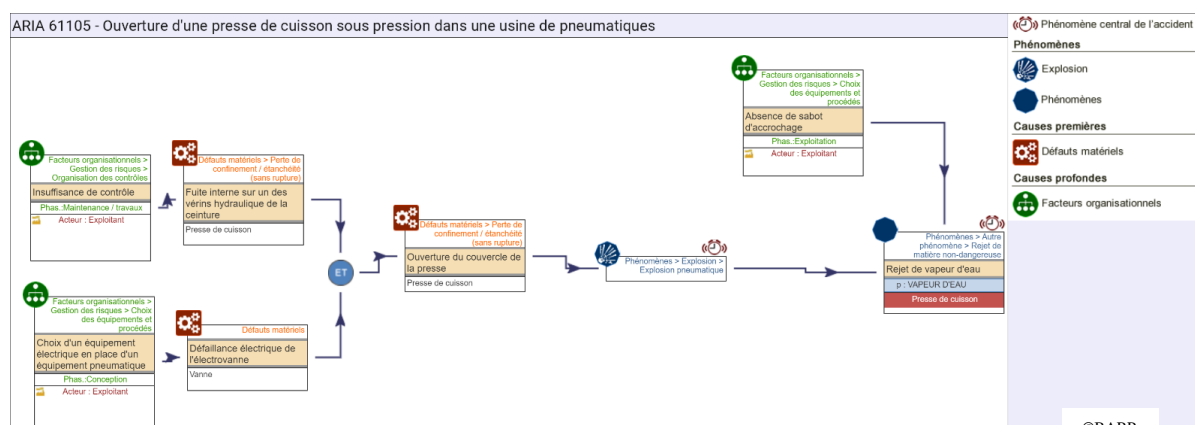 ARIA 61105 - Ouverture d'une presse de cuisson sous pression dans une usine de pneumatiques
Facteurs organisationnels >
Gestion des risques >
Organisation des contrôles
Insuffisance de contrôle
Phas.:Maintenance / travaux
Acteur : Exploitant
Défauts matériels > Perte de
confinement / étanchéité
(sans rupture)
Fuite interne sur un des
vérins hydraulique de la
ceinture
Presse de cuisson
Facteurs organisationnels >
Gestion des risques > Choix
des équipements et
procédés
Choix d'un équipement
électrique en place d'un
équipement pneumatique
Phas.:Conception
Acteur : Exploitant
Défauts matériels
Défaillance électrique de
l'électrovanne
Vanne
ET
Défauts matériels > Perte de
confinement / étanchéité
(sans rupture)
Ouverture du couvercle de
la presse
Presse de cuisson
Phénomènes > Explosion >
Explosion pneumatique
Facteurs organisationnels >
Gestion des risques > Choix
des équipements et
procédés
Absence de sabot
d'accrochage
Phas.:Exploitation
Acteur : Exploitant
Phénomènes > Autre
phénomène > Rejet de
matière non-dangereuse
Rejet de vapeur d'eau
p : VAPEUR D'EAU
Presse de cuisson
Phénomène central de l'accident
Phénomènes
Explosion
Phénomènes
Causes premières
Défauts matériels
Causes profondes
Facteurs organisationnels